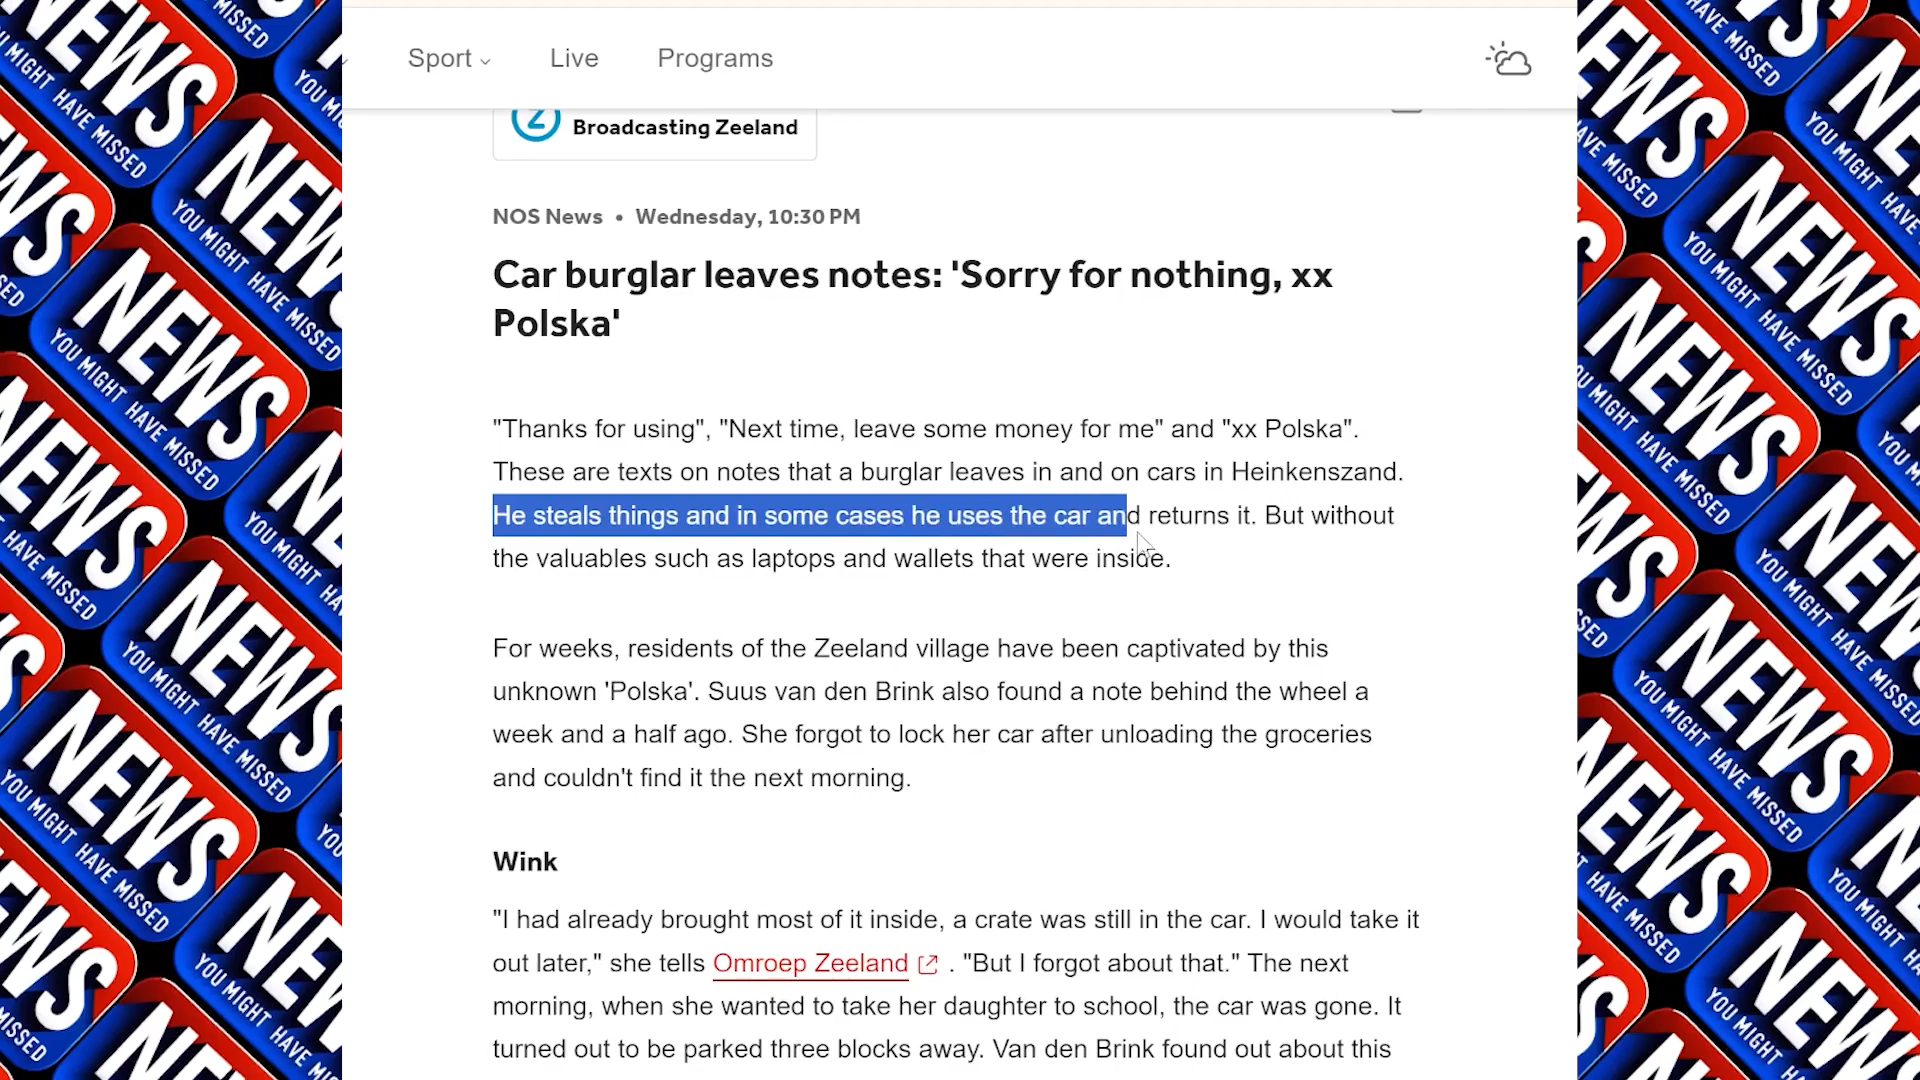 Sport
Live
Programs
Broadcasting Zeeland
NOS News • Wednesday, 10:30 PM
Car burglar leaves notes: 'Sorry for nothing, xx
Polska'
"Thanks for using", "Next time, leave some money for me" and "xx Polska".
These are texts on notes that a burglar leaves in and on cars in Heinkenszand.
He steals things and in some cases he uses the car and returns it. But without
the valuables such as laptops and wallets that were inside.
For weeks, residents of the Zeeland village have been captivated by this
unknown 'Polska'. Suus van den Brink also found a note behind the wheel a
week and a half ago. She forgot to lock her car after unloading the groceries
and couldn't find it the next morning.
Wink
"I had already brought most of it inside, a crate was still in the car. I would take it
out later," she tells Omroep Zeeland . "But I forgot about that." The next
morning, when she wanted to take her daughter to school, the car was gone. It
turned out to be parked three blocks away. Van den Brink found out about this
NEWS
YOU MIGHT HAVE MISSED